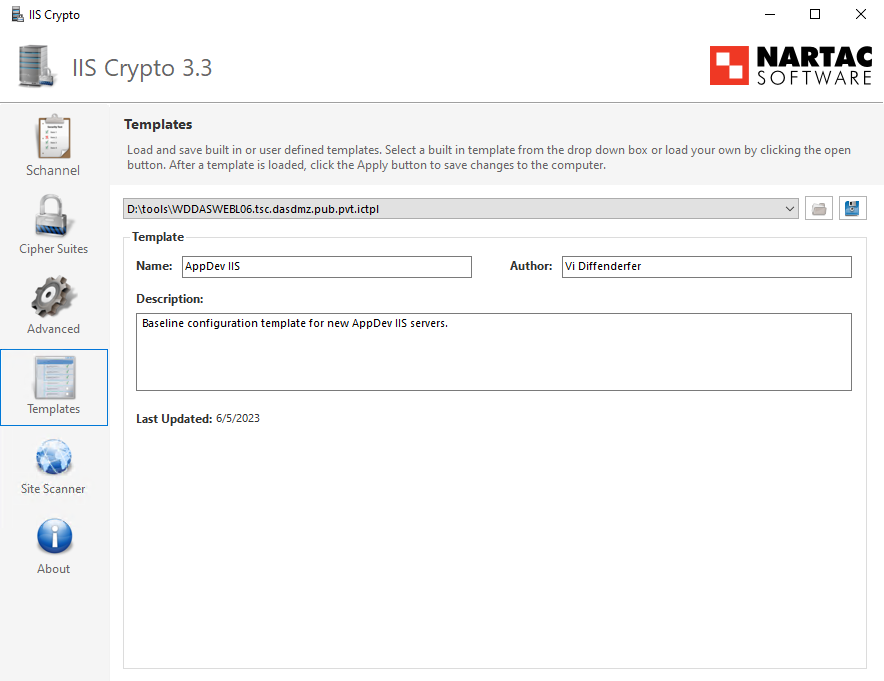 IIS Crypto
IIS Crypto 3.3
NARTAC
SOFTWARE
Schannel
Cipher Suites
Advanced
Templates
Site Scanner
About
Templates
Load and save built in or user defined templates. Select a built in template from the drop down box or load your own by clicking the open
button. After a template is loaded, click the Apply button to save changes to the computer.
D:\tools\WDDASWEBL06.tsc.dasdmz.pub.pvt.ictpl
Template
Name: AppDev IIS Author: Vi Diffenderfer
Description:
Baseline configuration template for new AppDev IIS servers.
Last Updated: 6/5/2023